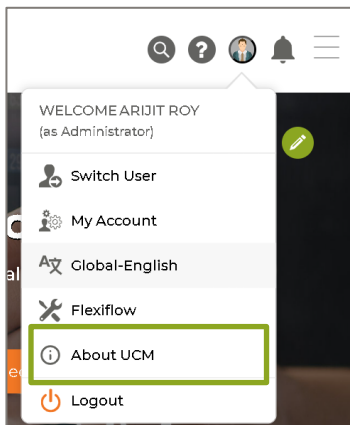 WELCOME ARIJIT ROY
(as Administrator)
Switch User
My Account
Global-English
Flexiflow
About UCM
Logout